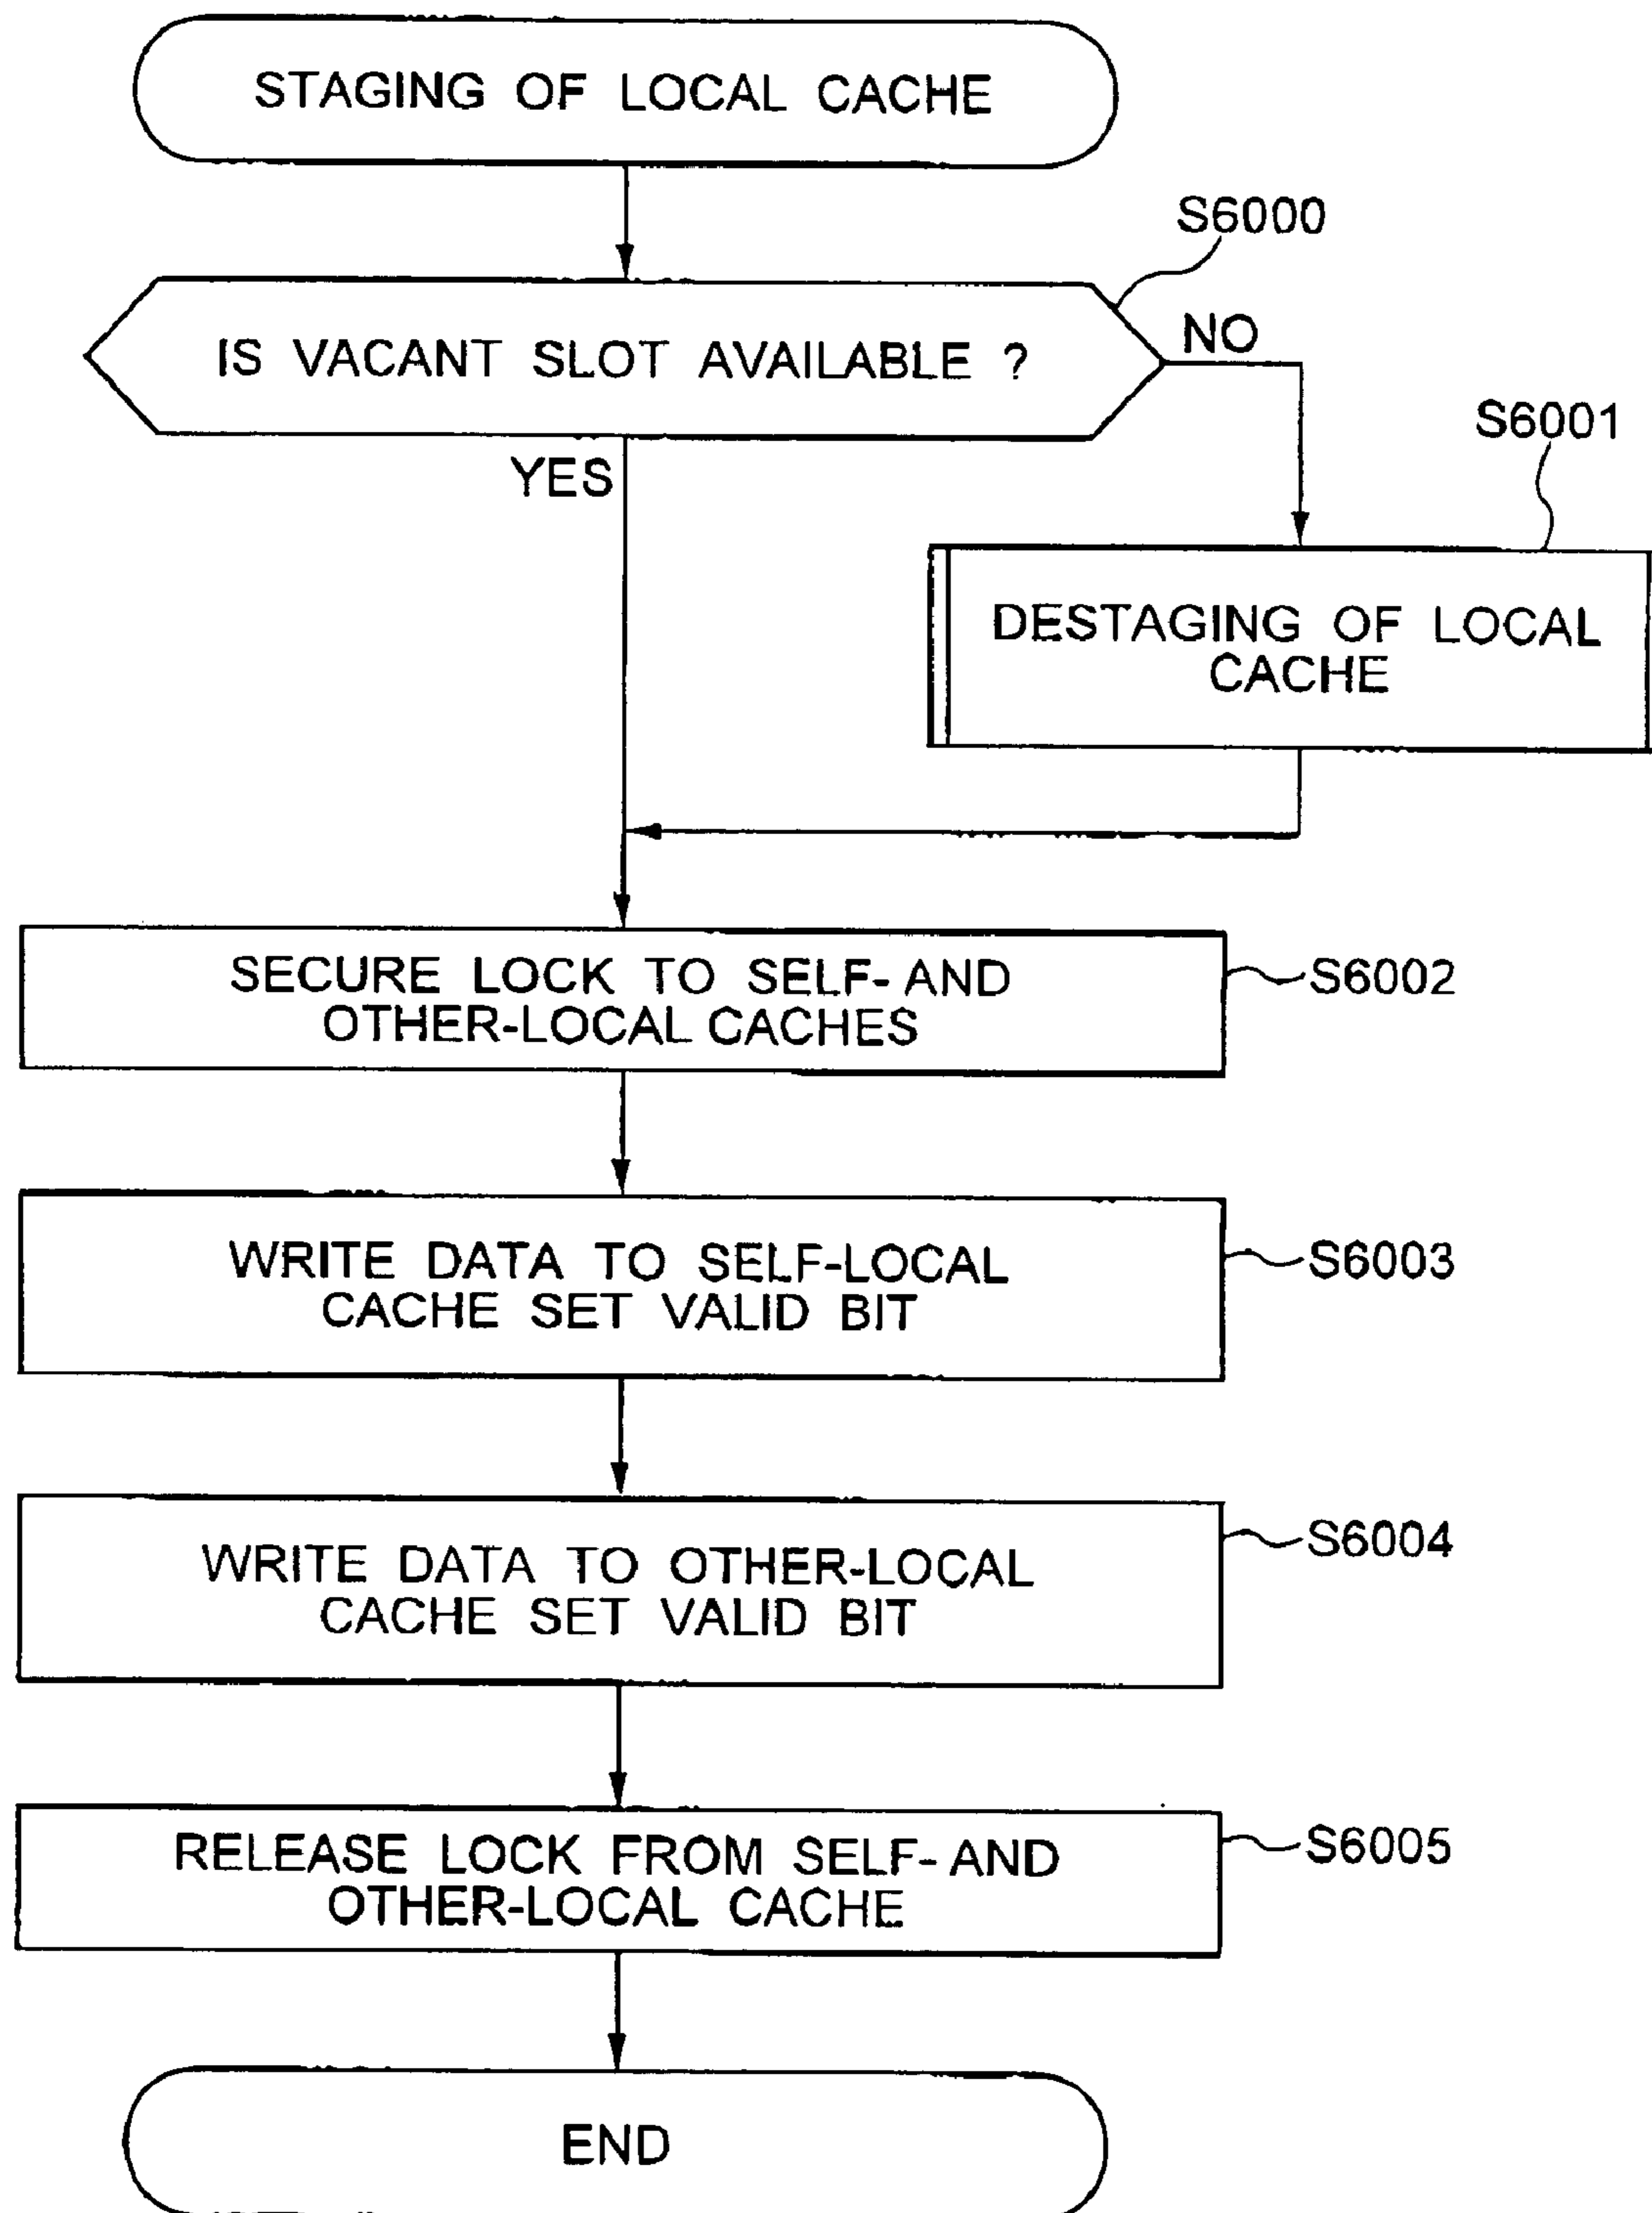 STAGING OF LOCAL CACHE
S6000
IS VACANT SLOT AVAILABLE ?
NO
S6001
YES
DESTAGING OF LOCAL
CACHE
SECURE LOCK TO SELF- AND
OTHER-LOCAL CACHES
S6002
WRITE DATA TO SELF-LOCAL
CACHE SET VALID BIT
S6003
WRITE DATA TO OTHER-LOCAL
CACHE SET VALID BIT
S6004
RELEASE LOCK FROM SELF- AND
OTHER-LOCAL CACHE
S6005
END